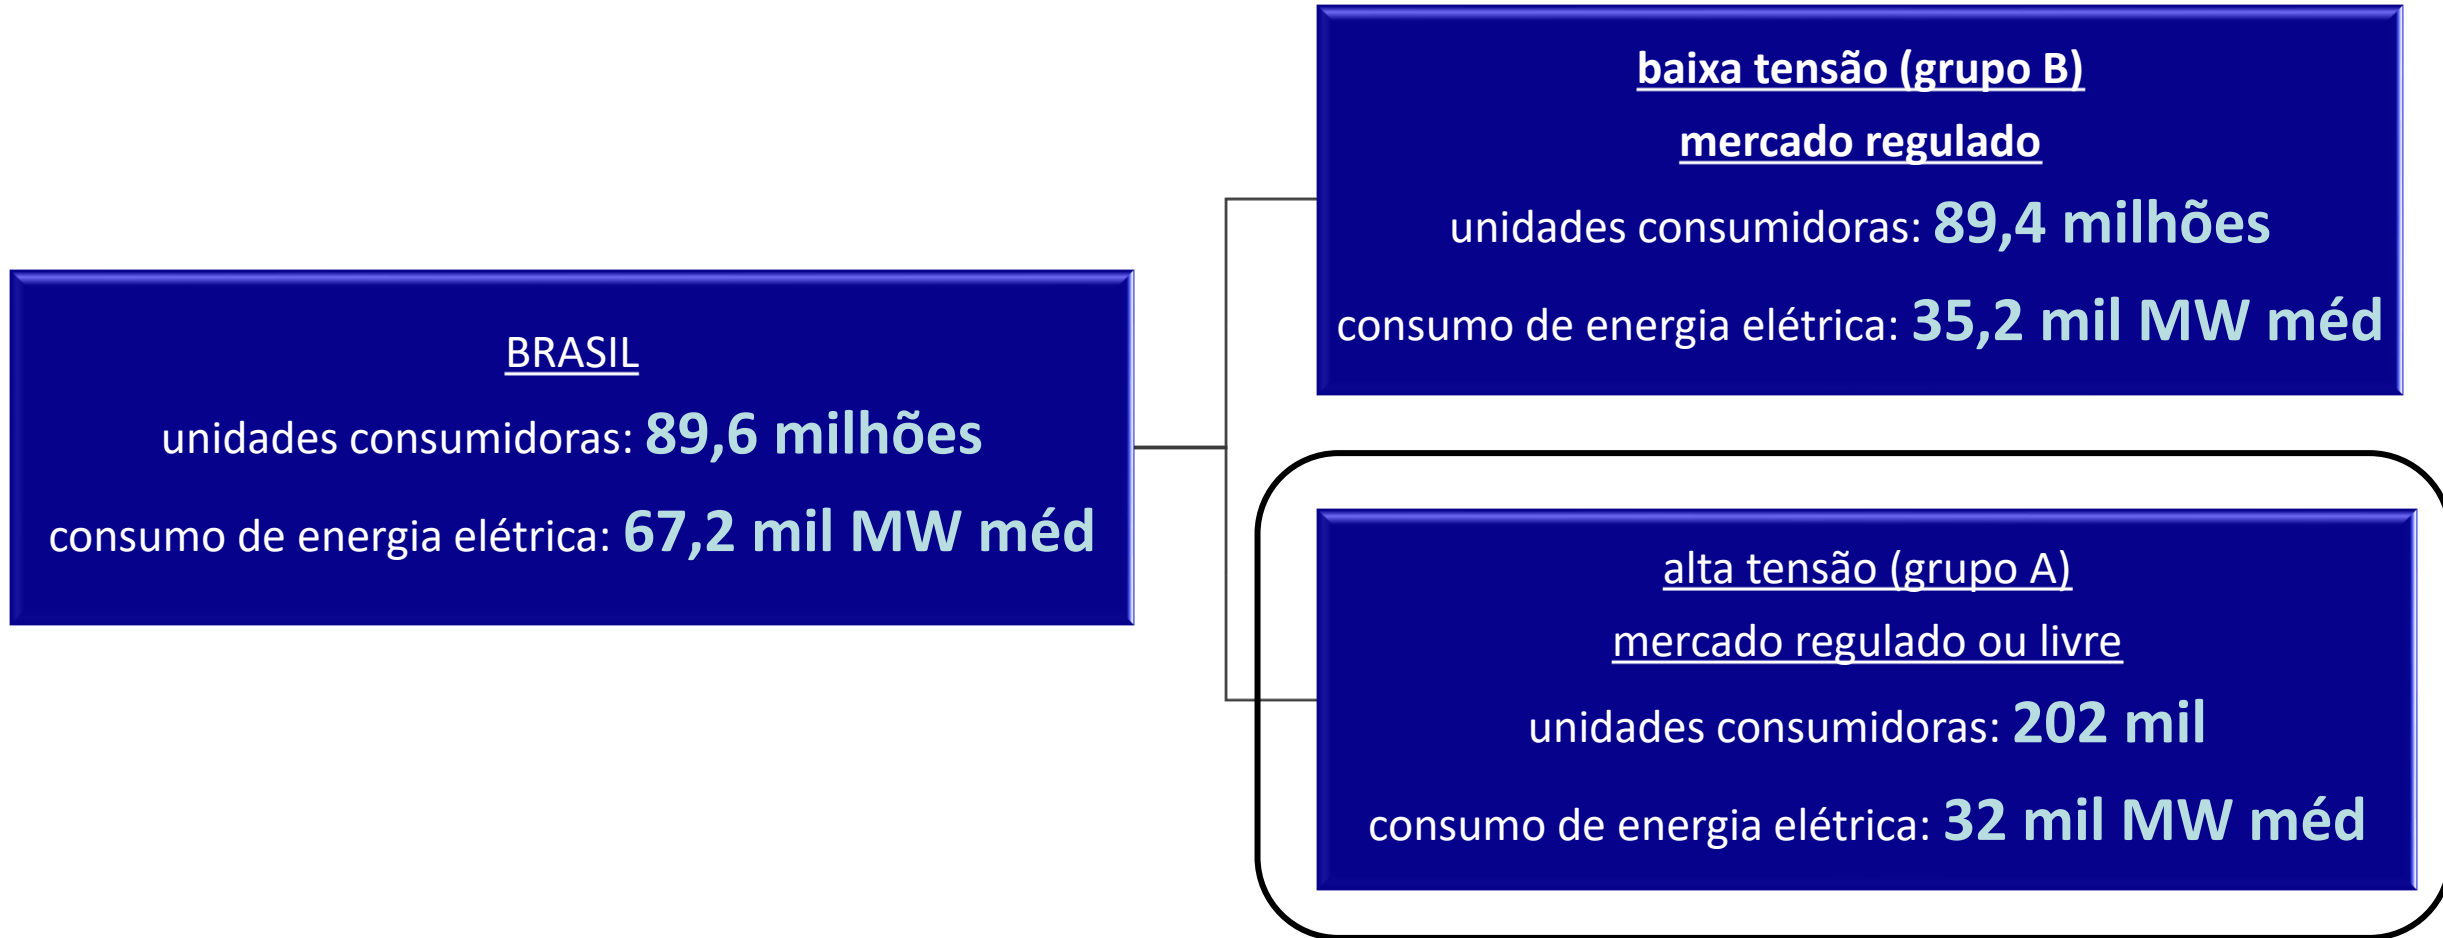 BRASIL
unidades consumidoras: 89,6 milhões
consumo de energia elétrica: 67,2 mil MW méd
baixa tensão (grupo B)
mercado regulado
unidades consumidoras: 89,4 milhões
consumo de energia elétrica: 35,2 mil MW méd
alta tensão (grupo A)
mercado regulado ou livre
unidades consumidoras: 202 mil
consumo de energia elétrica: 32 mil MW méd